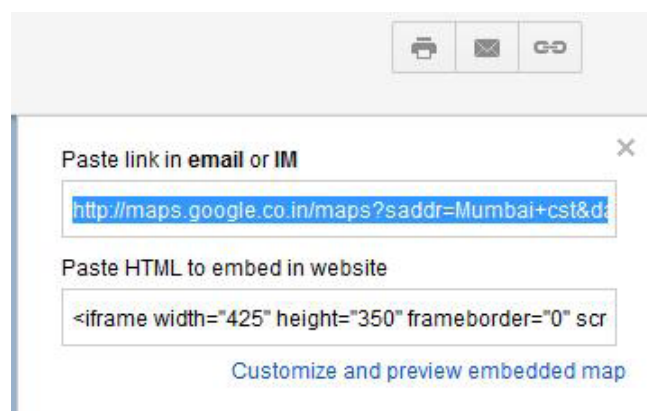 Paste link in email or IM
http://maps.google.co.in/maps?saddr=Mumbai+cst&da
Paste HTML to embed in website
<iframe width="425" height="350" frameborder="0" scr
Customize and preview embedded map